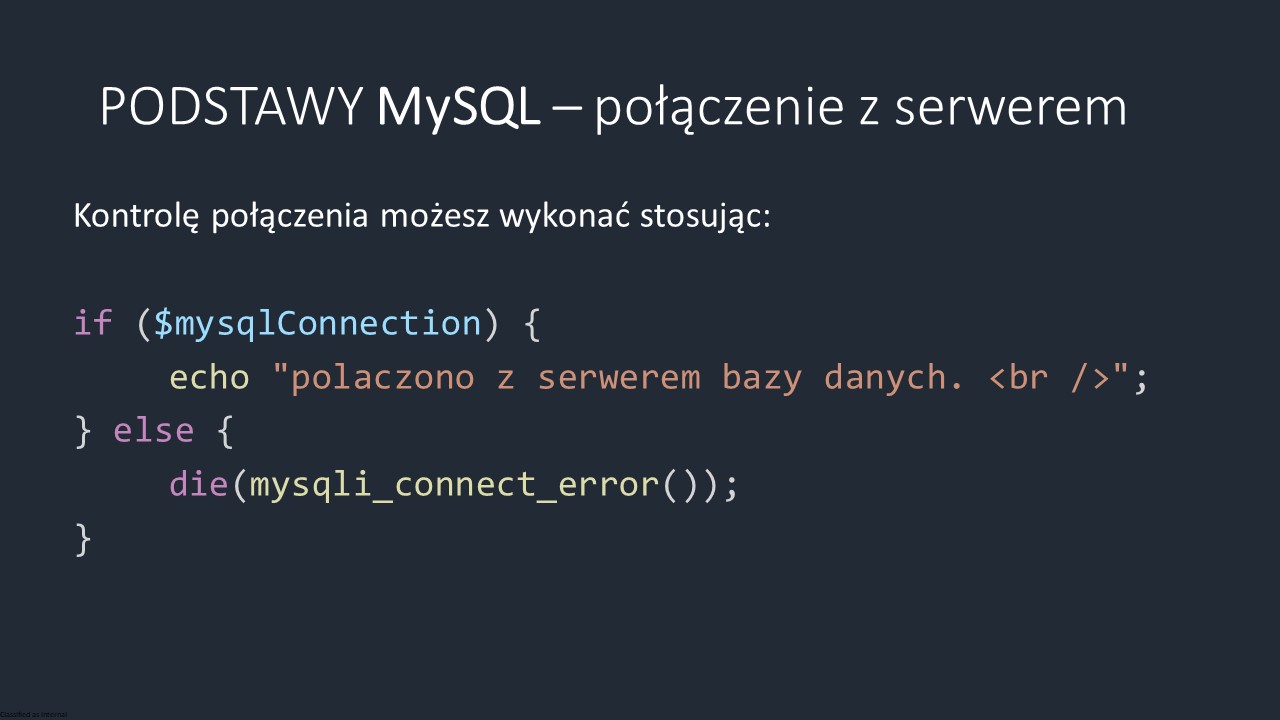 PODSTAWY MySQL – połączenie z serwerem
Kontrolę połączenia możesz wykonać stosując:
if ($mysqlConnection) {
echo "polaczono z serwerem bazy danych. <br />";
} else {
die(mysqli_connect_error());
}
Classified as Internal